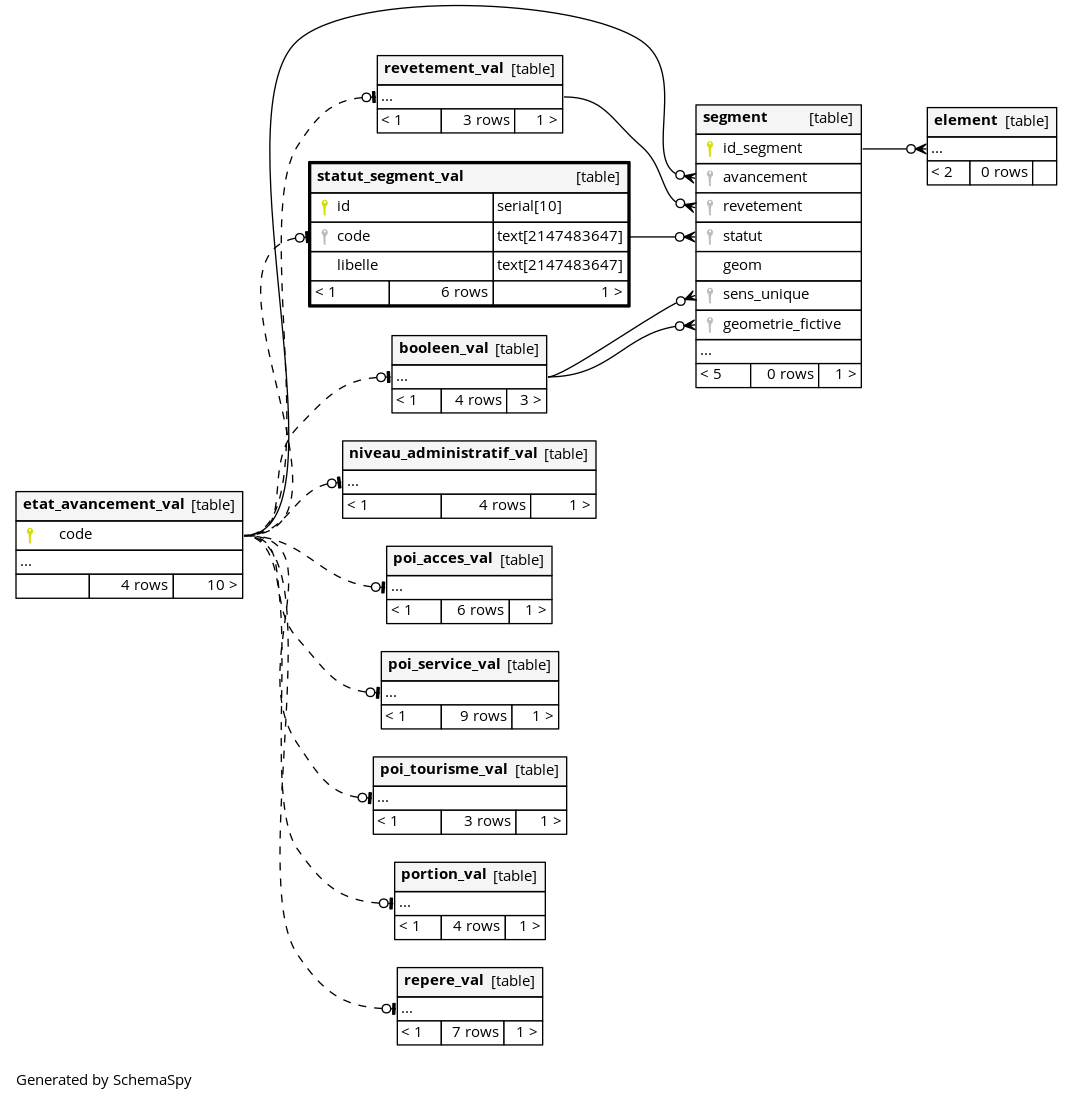 revetement_val [table]
...
< 1 3 rows 1 >
statut_segment_val [table]
id serial[10]
code text[2147483647]
libelle text[2147483647]
< 1 6 rows 1 >
booleen_val [table]
...
< 1 4 rows 3 >
niveau_administratif_val [table]
...
< 1 4 rows 1 >
etat_avancement_val [table]
code
...
4 rows 10 >
poi_acces_val [table]
...
< 1 6 rows 1 >
poi_service_val [table]
...
< 1 9 rows 1 >
poi_tourisme_val [table]
...
< 1 3 rows 1 >
portion_val [table]
...
< 1 4 rows 1 >
repere_val [table]
...
< 1 7 rows 1 >
segment [table]
id_segment
avancement
revetement
statut
geom
sens_unique
geometrie_fictive
...
< 5 0 rows 1 >
element [table]
...
< 2 0 rows
Generated by SchemaSpy